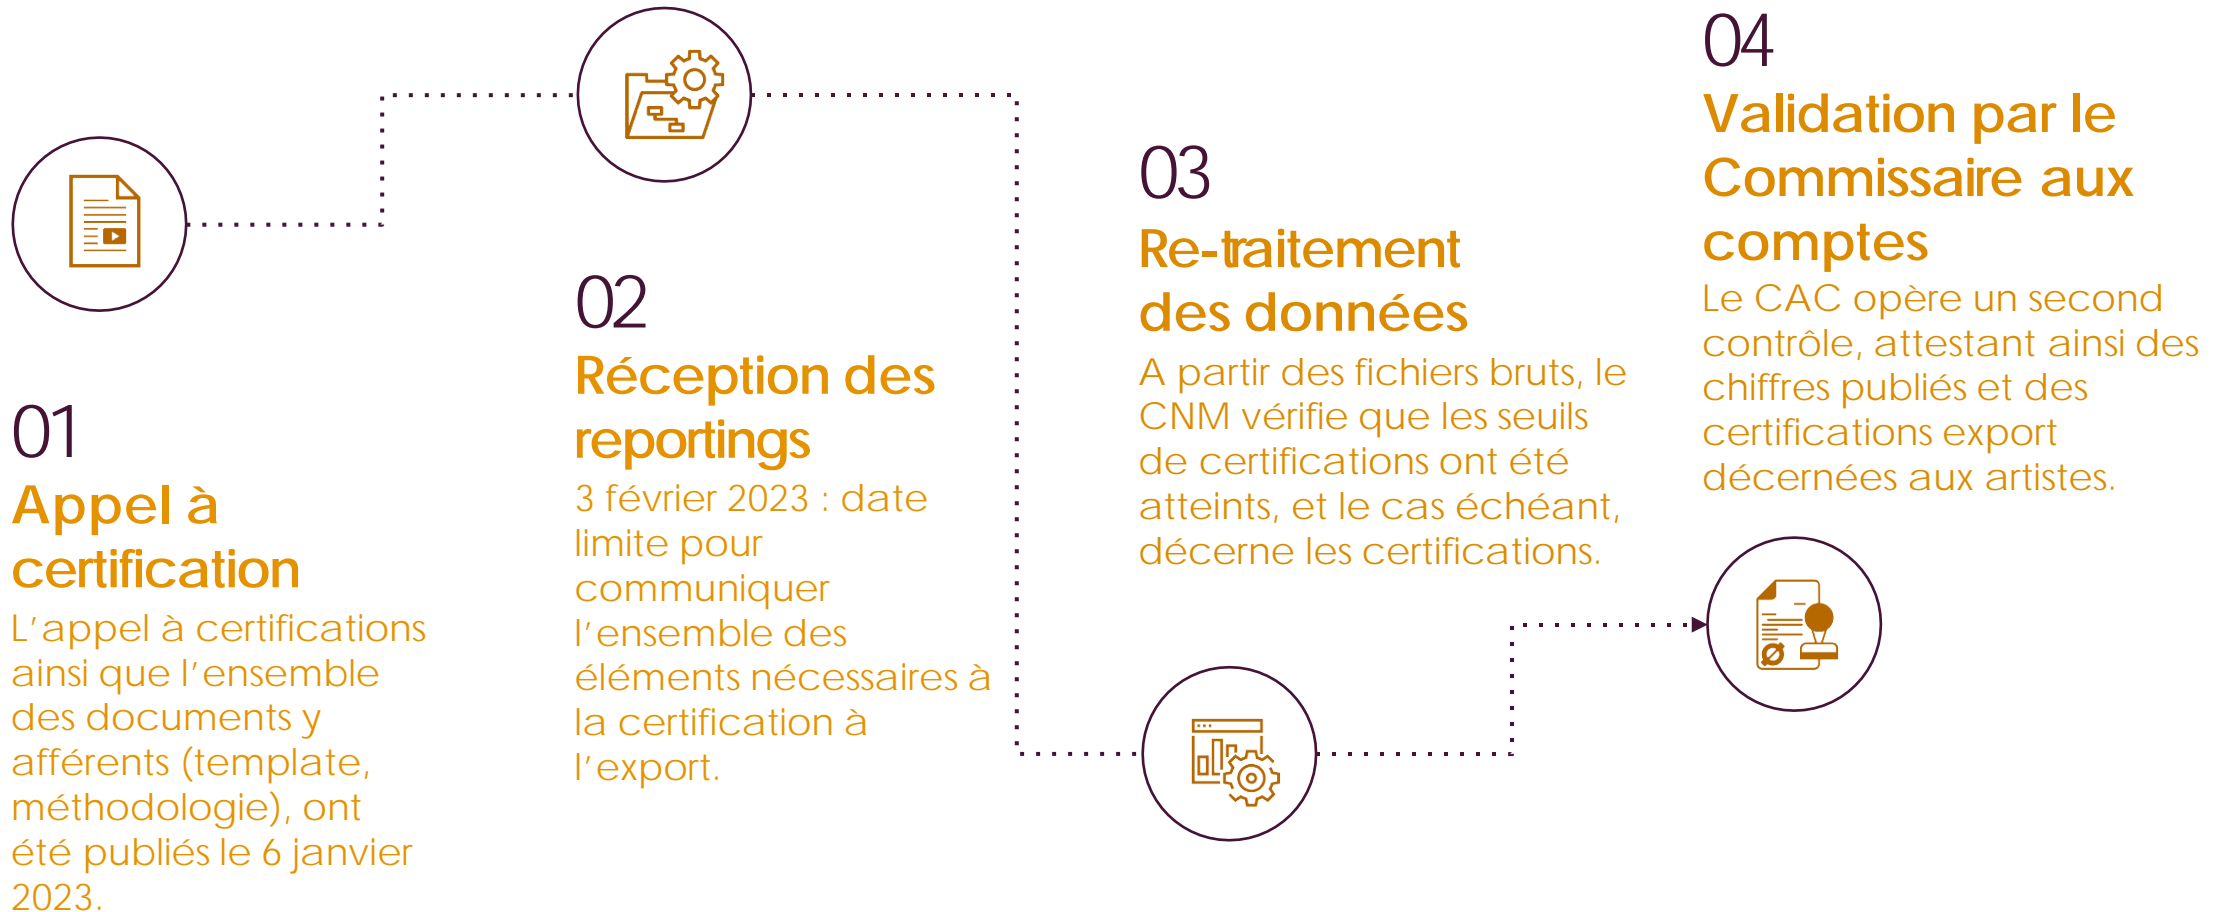 01
Appel à
certification
L'appel à certifications
ainsi que l'ensemble
des documents y
afférents (template,
méthodologie), ont
été publiés le 6 janvier
2023.
02
Réception des
reportings
3 février 2023 : date
limite pour
communiquer
l'ensemble des
éléments nécessaires à
la certification à
l'export.
03
Re-traitement
des données
A partir des fichiers bruts, le
CNM vérifie que les seuils
de certifications ont été
atteints, et le cas échéant,
décerne les certifications.
04
Validation par le
Commissaire aux
comptes
Le CAC opère un second
contrôle, attestant ainsi des
chiffres publiés et des
certifications export
décernées aux artistes.